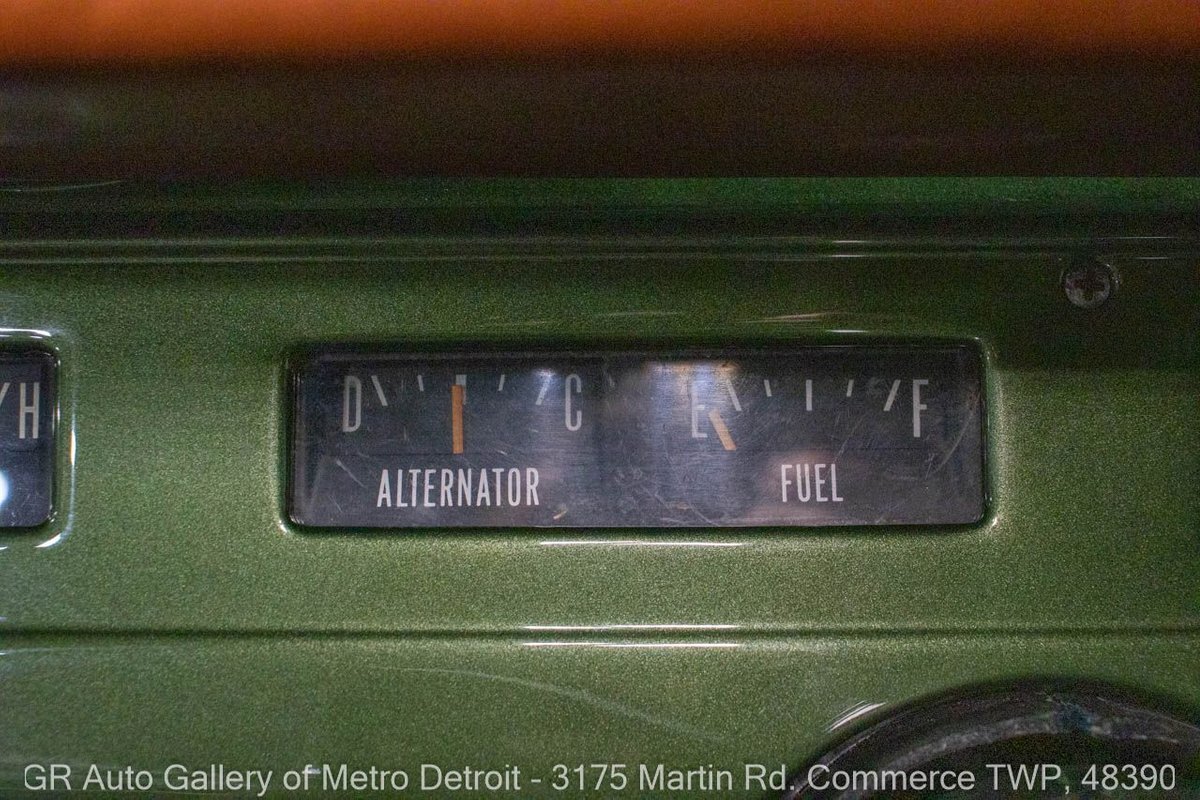 H
D C E F
ALTERNATOR FUEL
GR Auto Gallery of Metro Detroit - 3175 Martin Rd. Commerce TWP, 48390